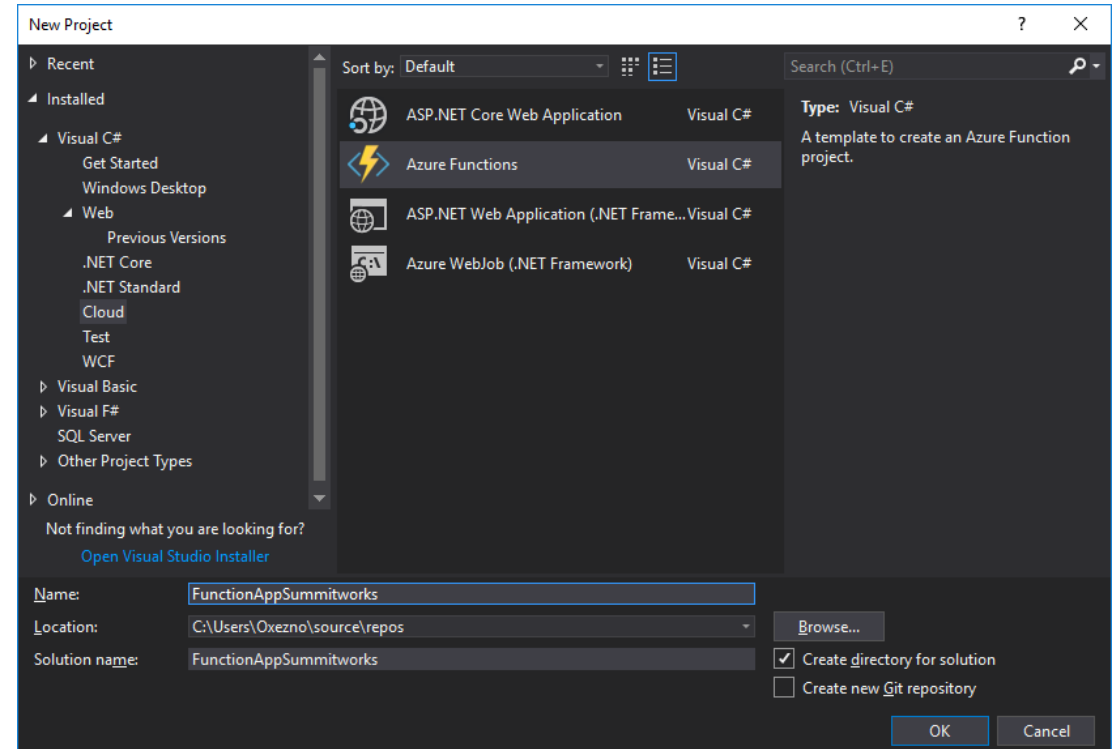 New Project
?
Recent
Installed
Visual C#
Get Started
Windows Desktop
Web
Previous Versions
.NET Core
.NET Standard
Cloud
Test
WCF
Visual Basic
Visual F#
SQL Server
Other Project Types
Online
Not finding what you are looking for?
Open Visual Studio Installer
Sort by: Default
ASP.NET Core Web Application Visual C#
Azure Functions Visual C#
ASP.NET Web Application (.NET Frame... Visual C#
C:\
Azure WebJob (.NET Framework) Visual C#
Search (Ctrl+E)
Type: Visual C#
A template to create an Azure Function
project.
Name: FunctionAppSummitworks
Location: C:\Users\Oxezno\source\repos
Browse...
Solution name: FunctionAppSummitworks
Create directory for solution
Create new Git repository
OK Cancel